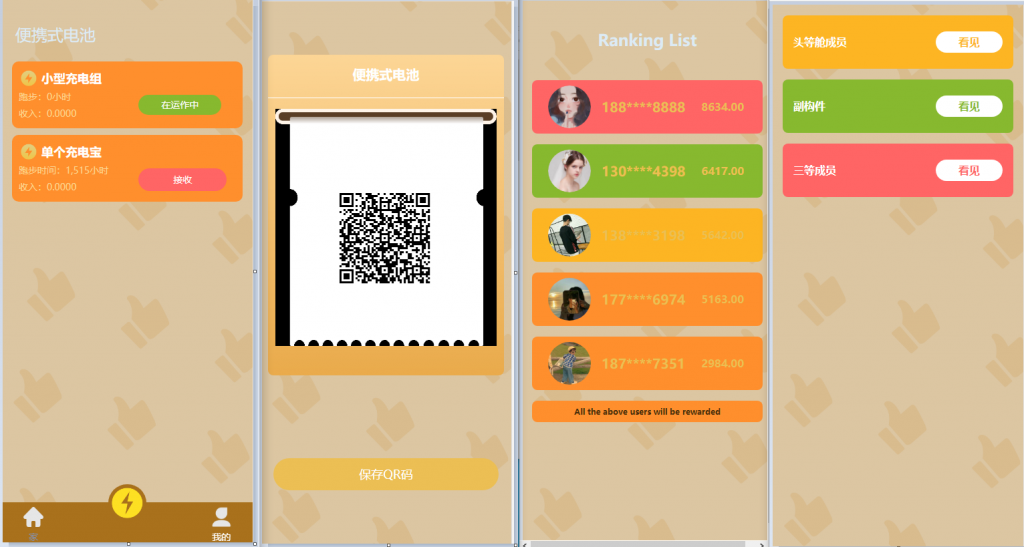 便携式电池
小型充电组
跑步：0小时
收入：0.0000
在运作中
单个充电宝
跑步时间：1,515小时
收入：0.0000
接收
家
我的
便携式电池
保存QR码
Ranking List
188****8888 8634.00
130****4398 6417.00
138****3198
177****6974 5163.00
187****7351 2984.00
All the above users will be rewarded
头等舱成员
看见
副构件
看见
三等成员
看见